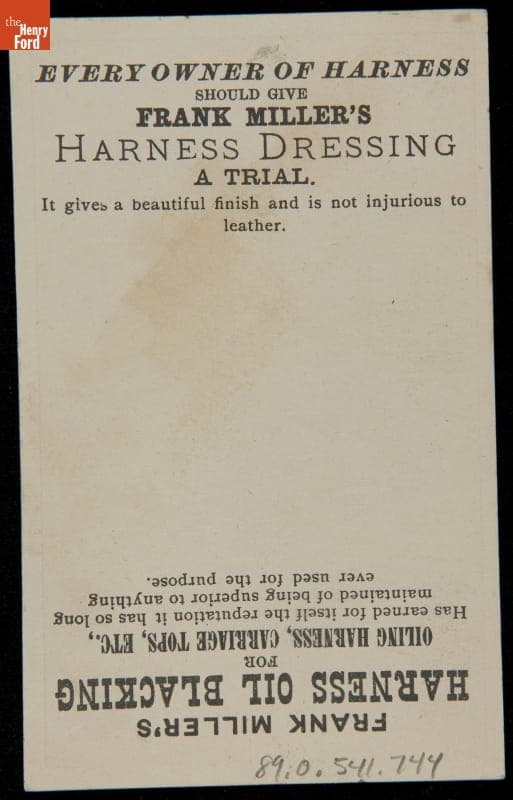 the
Henry
Ford
EVERY OWNER OF HARNESS
SHOULD GIVE
FRANK MILLER'S
HARNESS DRESSING
A TRIAL.
It gives a beautiful finish and is not injurious to
leather.
FRANK MILLER'S
HARNESS OIL BLACKING
FOR
OILING HARNESS, CARRIAGE TOPS, ETC.,
Has earned for itself the reputation it has so long
maintained of being superior to anything
ever used for the purpose.
89.0.541.744